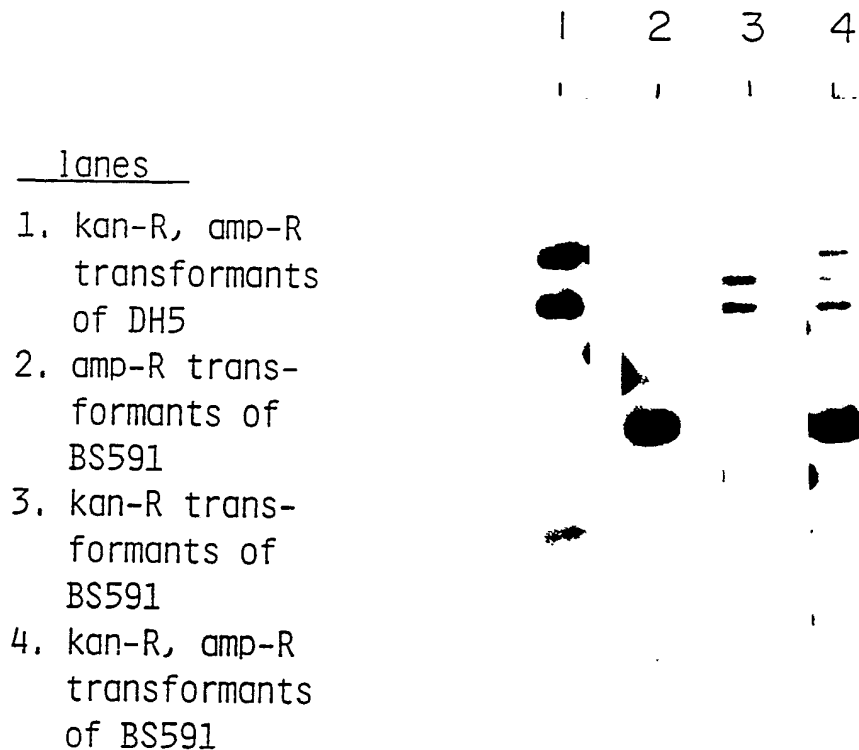 1 2 3 4
lanes
1. kan-R, amp-R
transformants
of DH5
2. amp-R trans-
formants of
BS591
3. kan-R trans-
formants of
BS591
4. kan-R, amp-R
transformants
of BS591